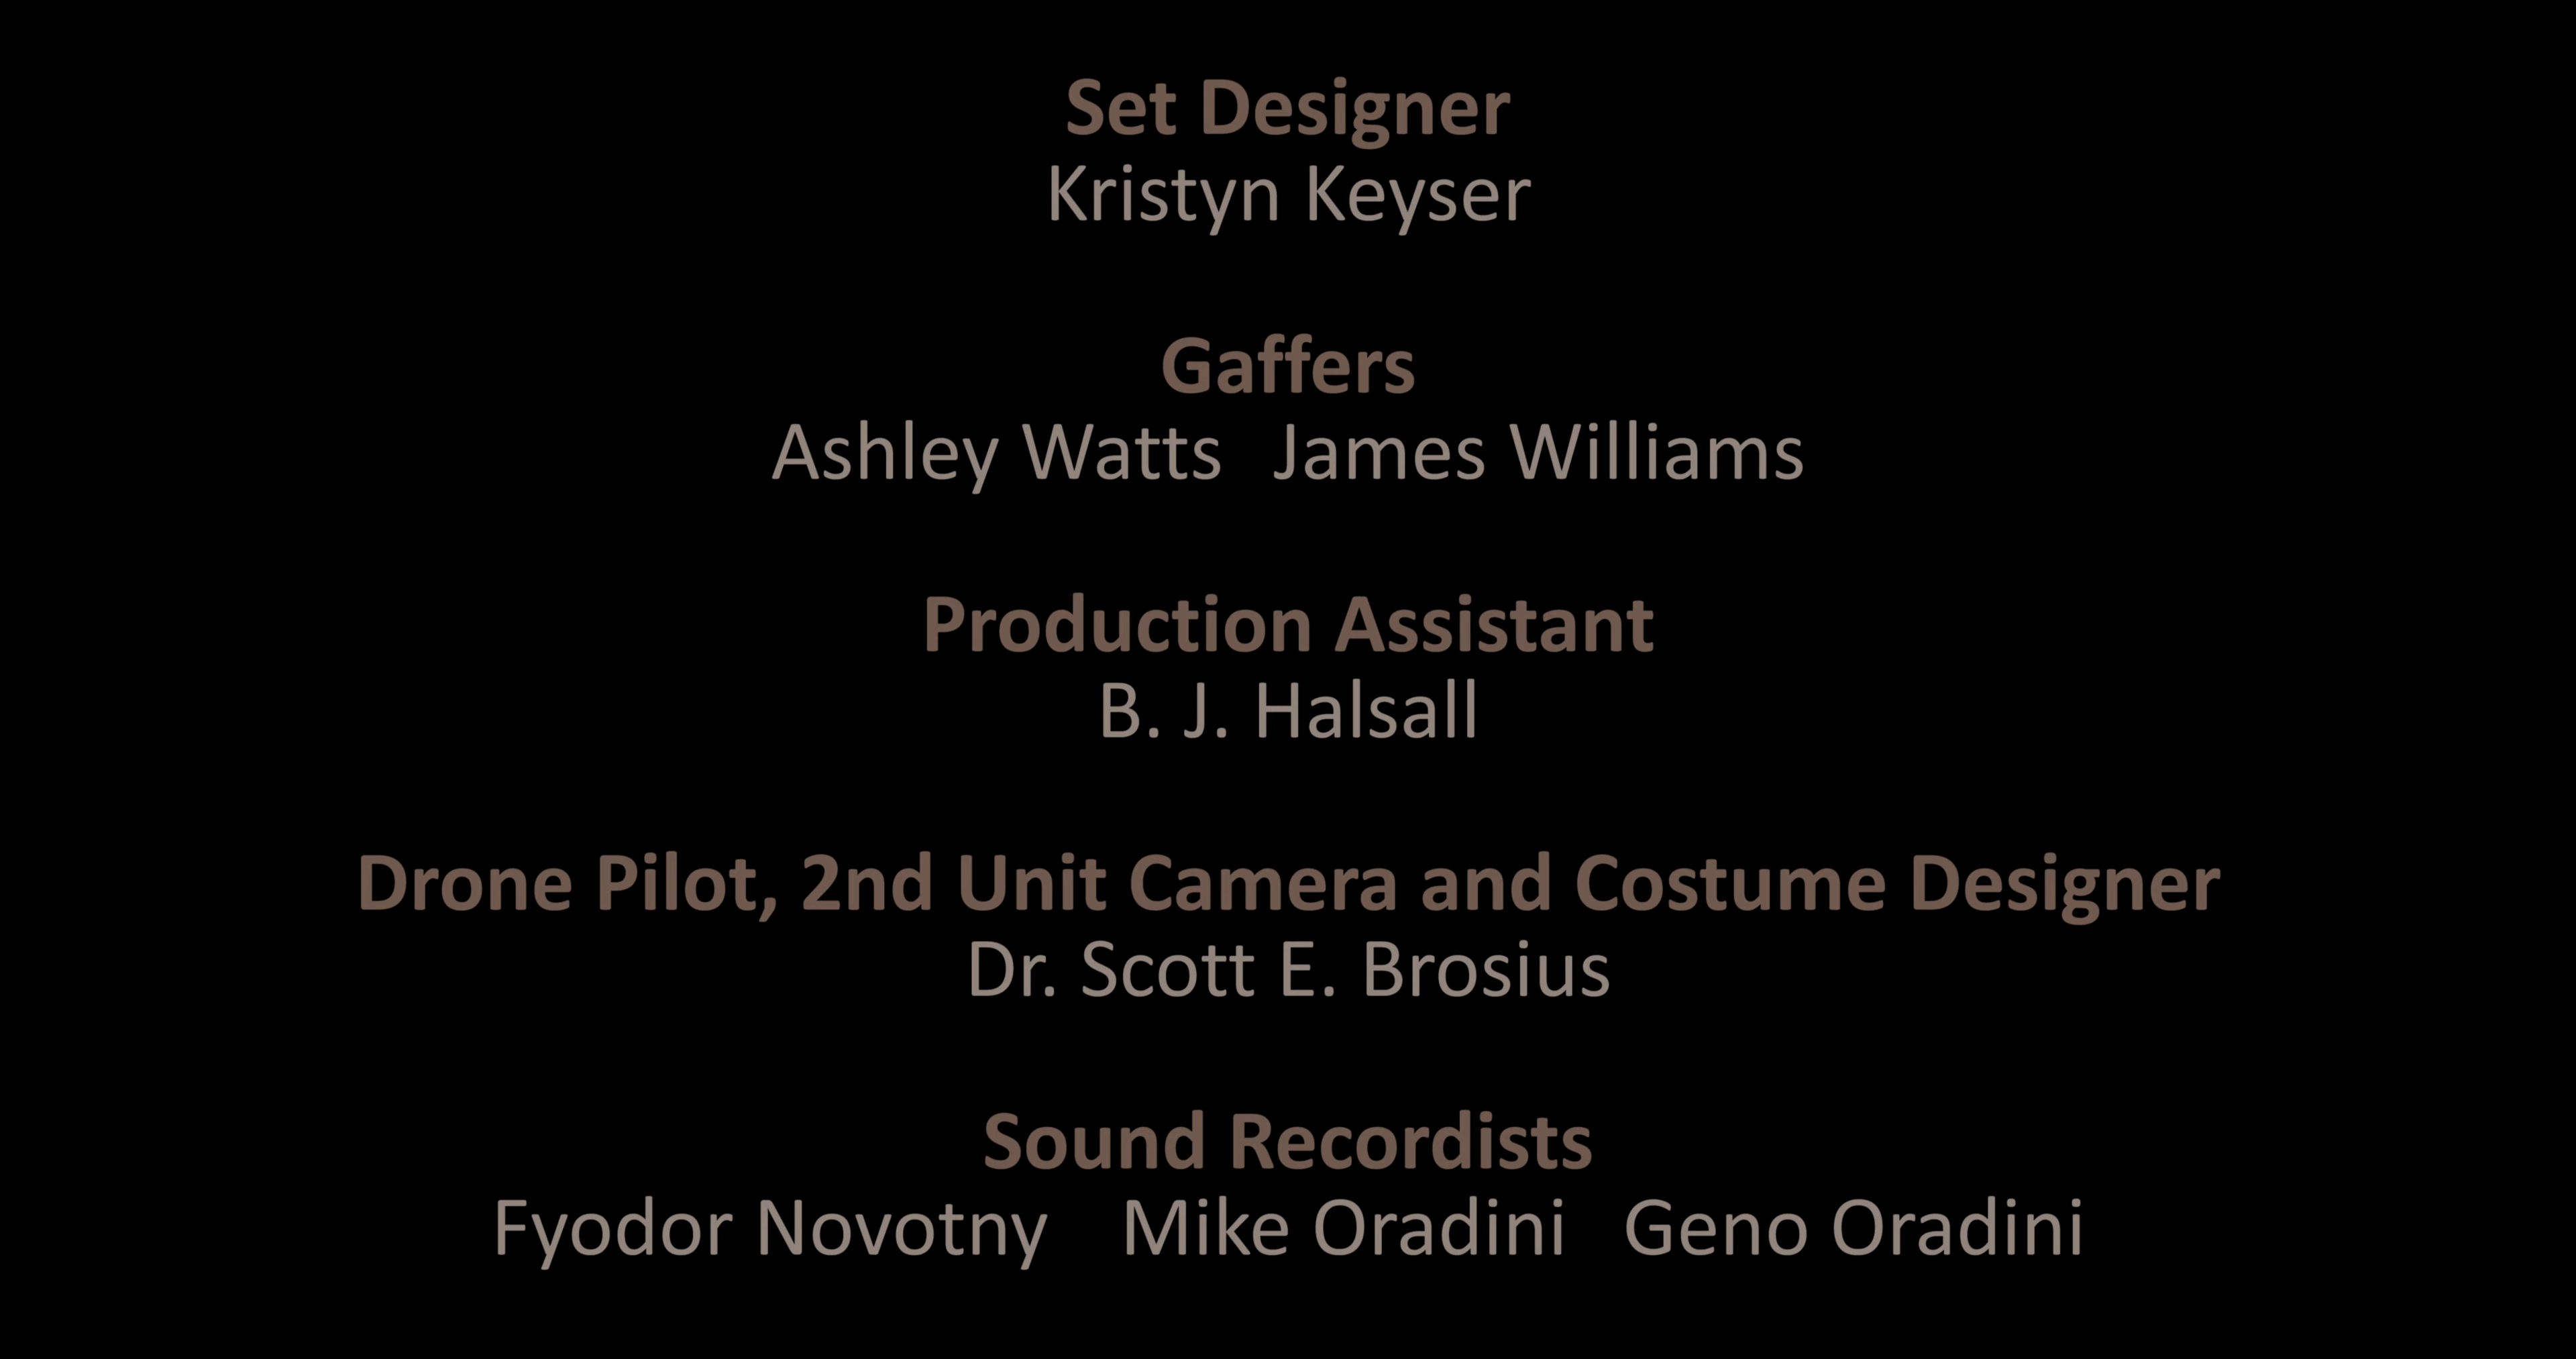 Set Designer
Kristyn Keyser
Gaffers
Ashley Watts James Williams
Production Assistant
B. J. Halsall
Drone Pilot, 2nd Unit Camera and Costume Designer
Dr. Scott E. Brosius
Sound Recordists
Fyodor Novotny Mike Oradini Geno Oradini